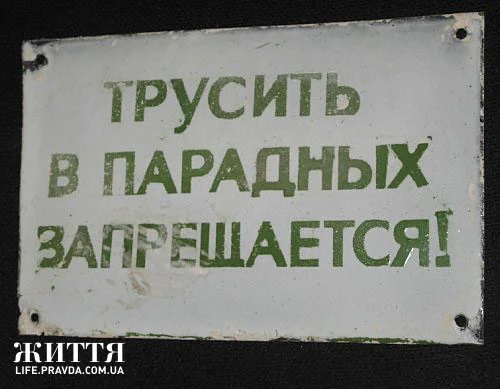 ТРУСИТЬ
В ПАРАДНЫХ
ЗАПРЕЩАЕТСЯ!
ЖИТТЯ
LIFE.PRAVDA.COM.UA